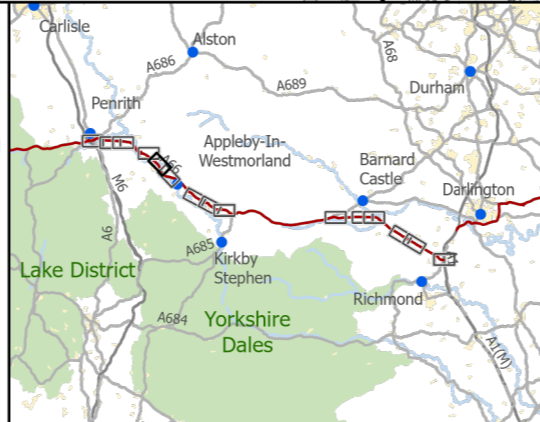 Carlisle
Alston
A686
A689
A68
Durham
Penrith
Appleby-In-
Westmorland
A66
Barnard
Castle
Darlington
M6
A6
A685
Lake District
Kirkby
Stephen
Richmond
A684
Yorkshire
Dales
A1(M)